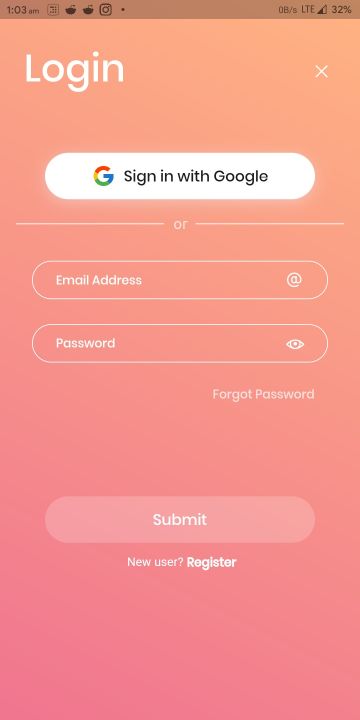 1:03 am 0B/s LTE 32%
Login
Sign in with Google
or
Email Address @
Password
Forgot Password
Submit
New user? Register